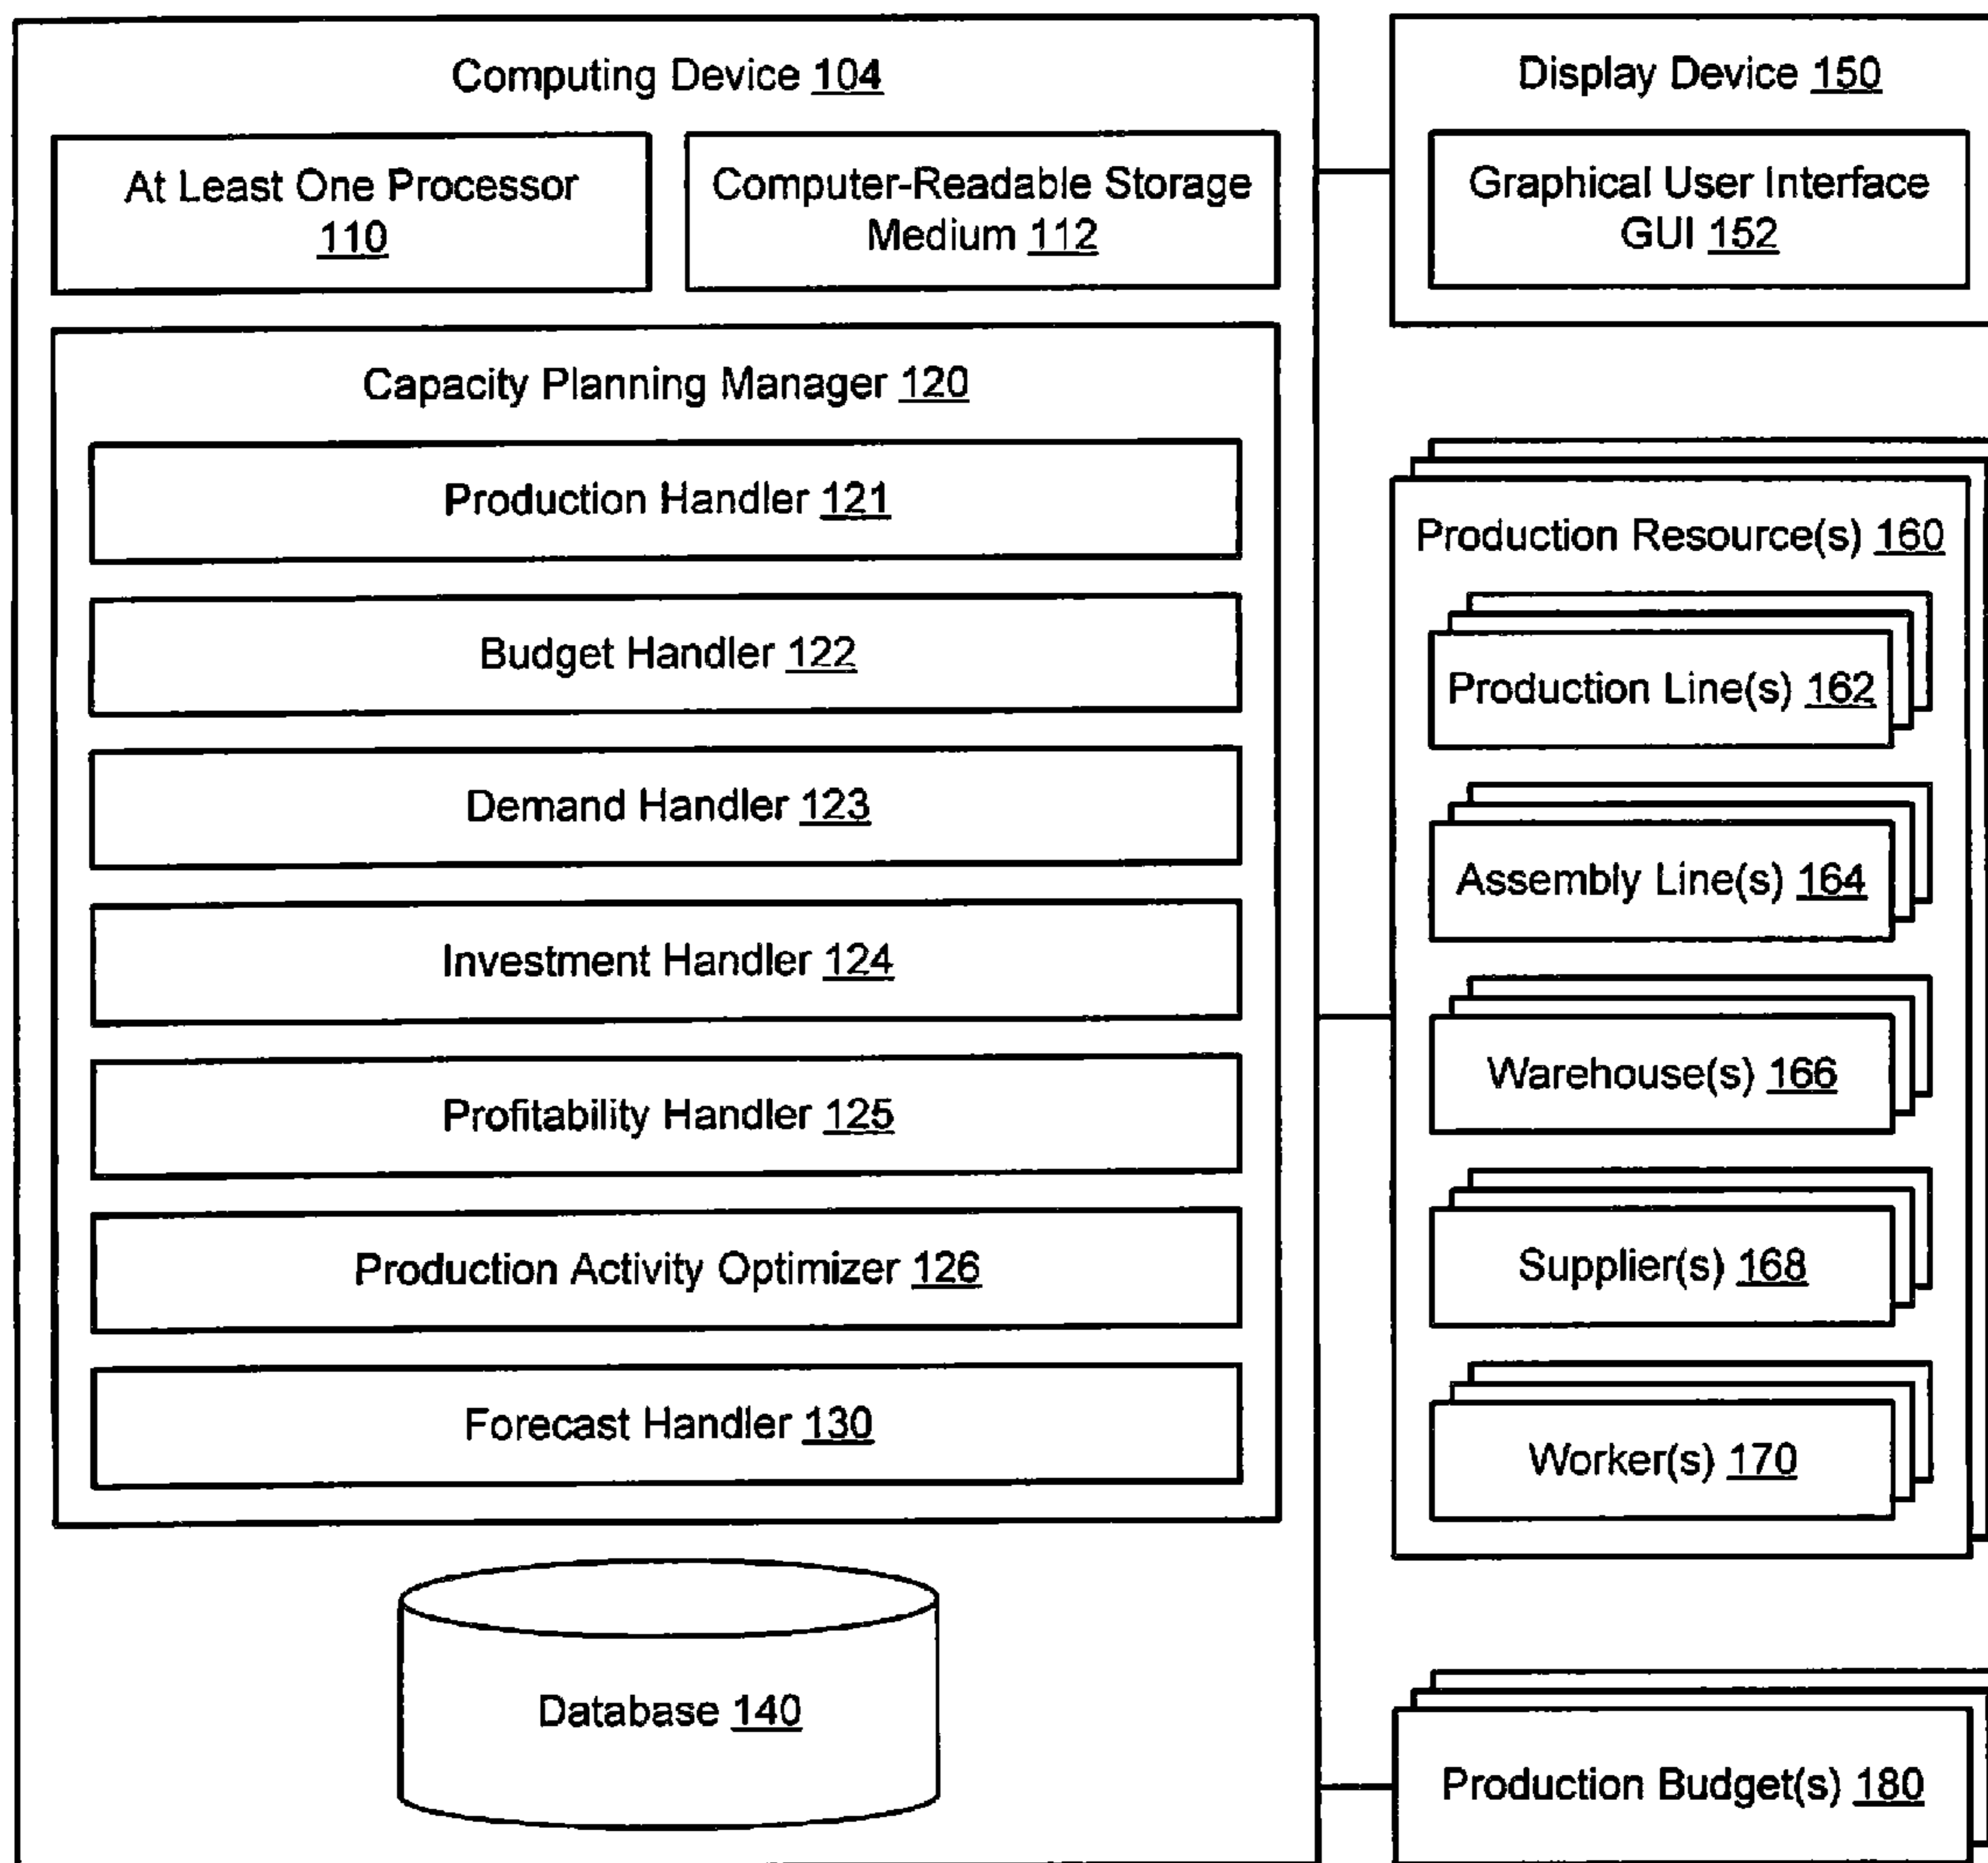 Computing Device 104
At Least One Processor
110
Computer-Readable Storage
Medium 112
Capacity Planning Manager 120
Production Handler 121
Budget Handler 122
Demand Handler 123
Investment Handler 124
Profitability Handler 125
Production Activity Optimizer 126
Forecast Handler 130
Database 140
Display Device 150
Graphical User Interface
GUI 152
Production Resource(s) 160
Production Line(s) 162
Assembly Line(s) 164
Warehouse(s) 166
Supplier(s) 168
Worker(s) 170
Production Budget(s) 180